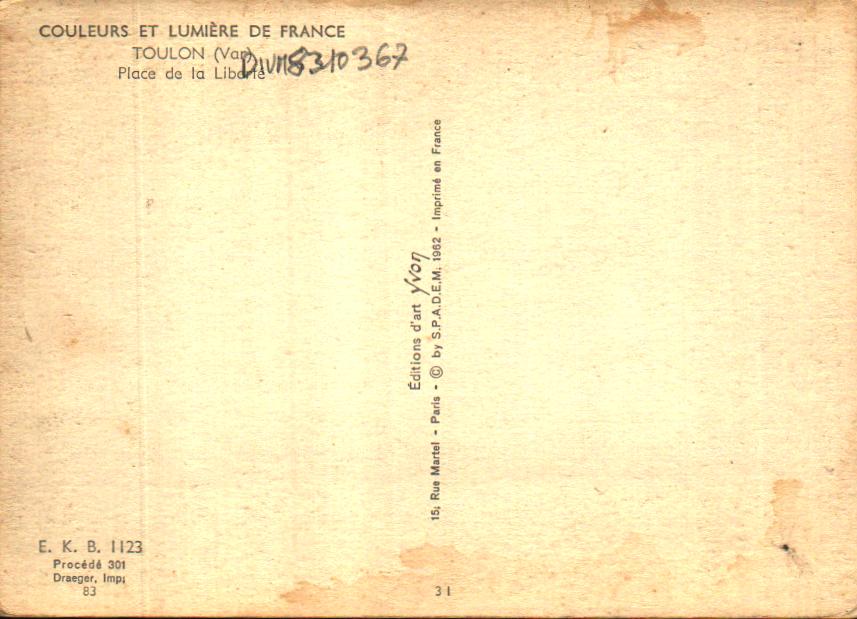 COULEURS ET LUMIÈRE DE FRANCE
TOULON (Var)
Place de la Liberté
8310367
Éditions d'art yvon
15, Rue Martel - Paris - © by S.P.A.D.E.M. 1962 - Imprimé en France
E. K. B. 1123
Procédé 301
Draeger, Imp.
83
31